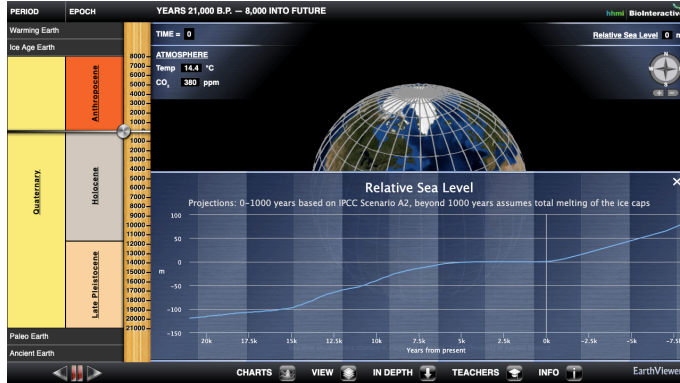 PERIOD EPOCH YEARS 21,000 B.P. — 8,000 INTO FUTURE hhmi BioInteractive
Warming Earth
Ice Age Earth
TIME = 0 Relative Sea Level 0 m
ATMOSPHERE
Temp 14.4 °C
CO2 380 ppm
N
W
S
8000
7000
6000
5000
4000
3000
2000
1000
0
1000
2000
3000
4000
5000
6000
7000
8000
9000
10000
11000
12000
13000
14000
15000
16000
17000
18000
19000
20000
21000
Quaternary
Anthropocene
Holocene
Late Pleistocene
Paleo Earth
Ancient Earth
Relative Sea Level
Projections: 0-1000 years based on IPCC Scenario A2, beyond 1000 years assumes total melting of the ice caps
100
50
0
m
-50
-100
-150
20k 17.5k 15k 12.5k 10k 7.5k 5k 2.5k 0k -2.5k -5k -7.5
Years from present
CHARTS VIEW IN DEPTH TEACHERS INFO EarthViewer